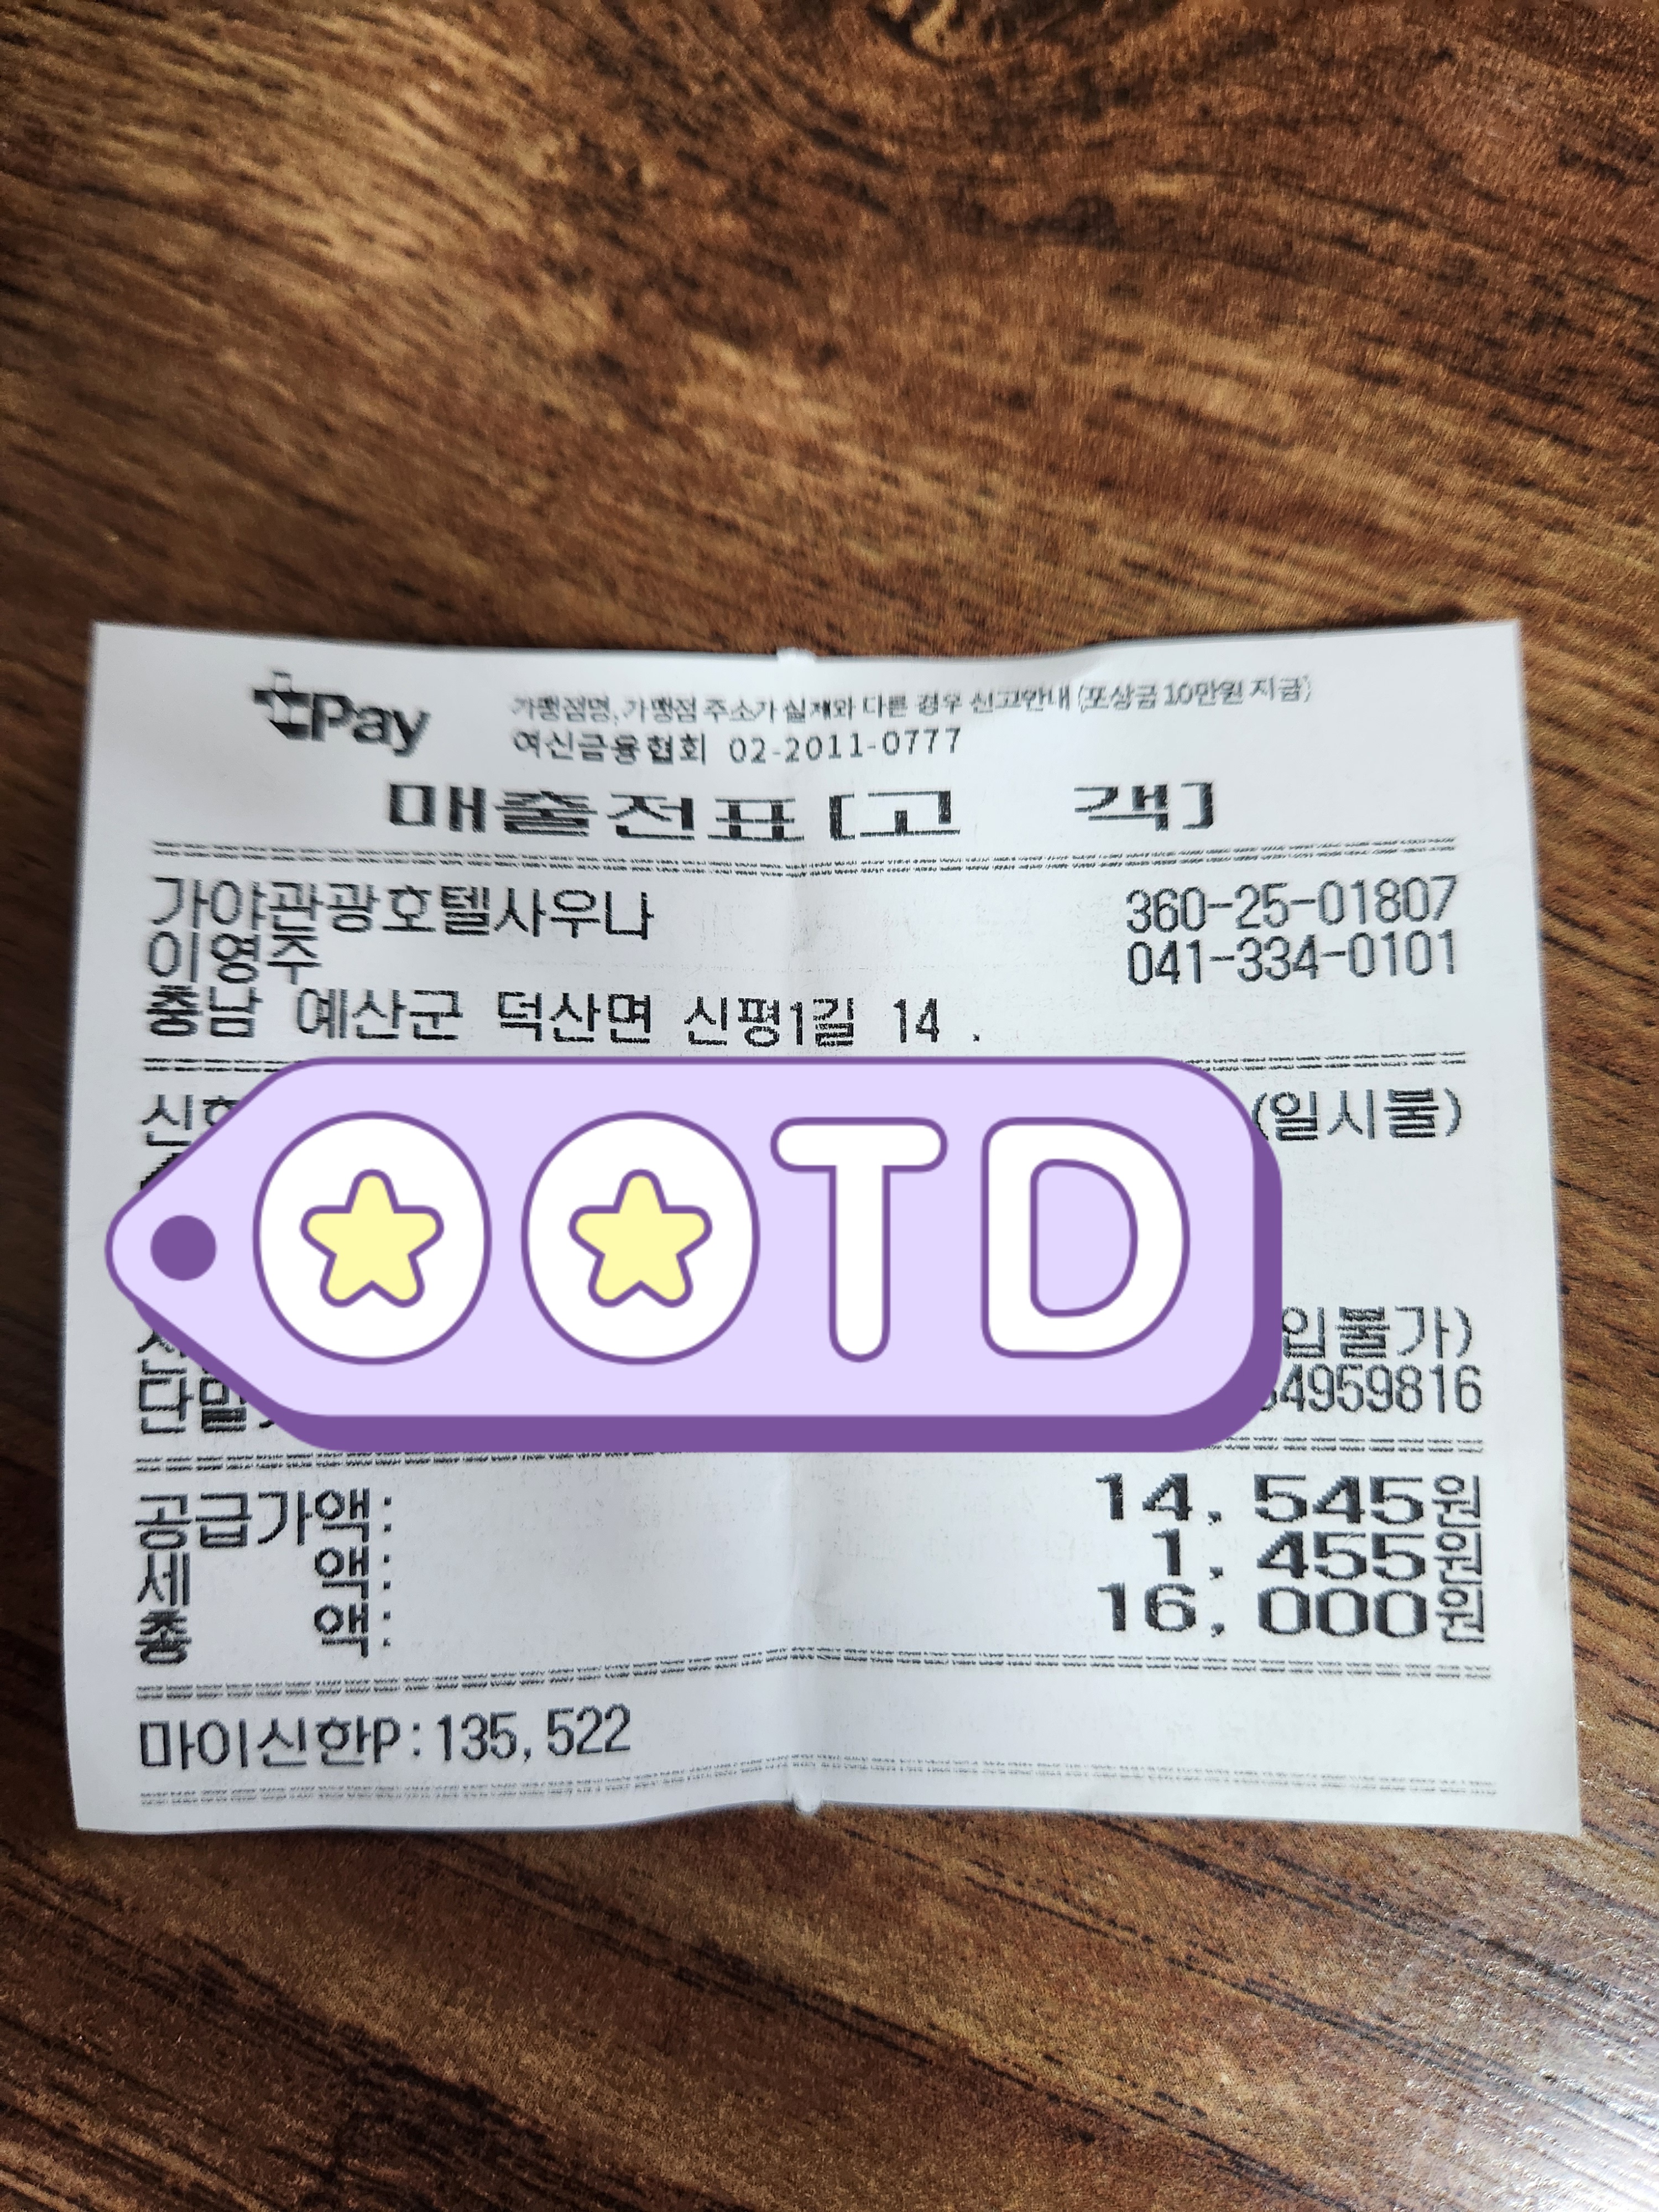 Pay
가맹점명, 가맹점 주소가 실제와 다른 경우 신고안내 (포상금 10만원 지급)
여신금융협회 02-2011-0777
매출전표[고 객]
가야관광호텔사우나 360-25-01807
이영주 041-334-0101
충남 예산군 덕산면 신평1길 14 .
(일시불)
OOTD
입불가)
단말 4959816
공급가액: 14,545원
세 액: 1,455원
총 액: 16,000원
마이신한P:135,522